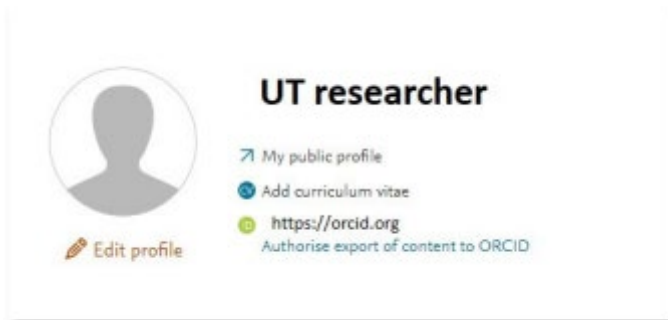 UT researcher
My public profile
Add curriculum vitae
https://orcid.org
Authorise export of content to ORCID
Edit profile